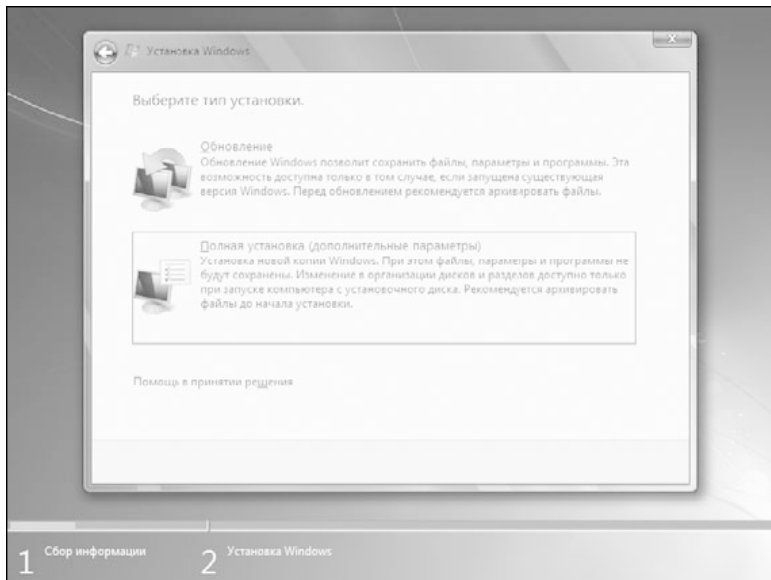 Установка Windows
Выберите тип установки.
Обновление
Обновление Windows позволит сохранить файлы, параметры и программы. Эта
возможность доступна только в том случае, если запущена существующая
версия Windows. Перед обновлением рекомендуется архивировать файлы.
Полная установка (дополнительные параметры)
Установка новой копии Windows. При этом файлы, параметры и программы не
будут сохранены. Изменение в организации дисков и разделов доступно только
при запуске компьютера с установочного диска. Рекомендуется архивировать
файлы до начала установки.
Помощь в принятии решения
1 Сбор информации
2 Установка Windows